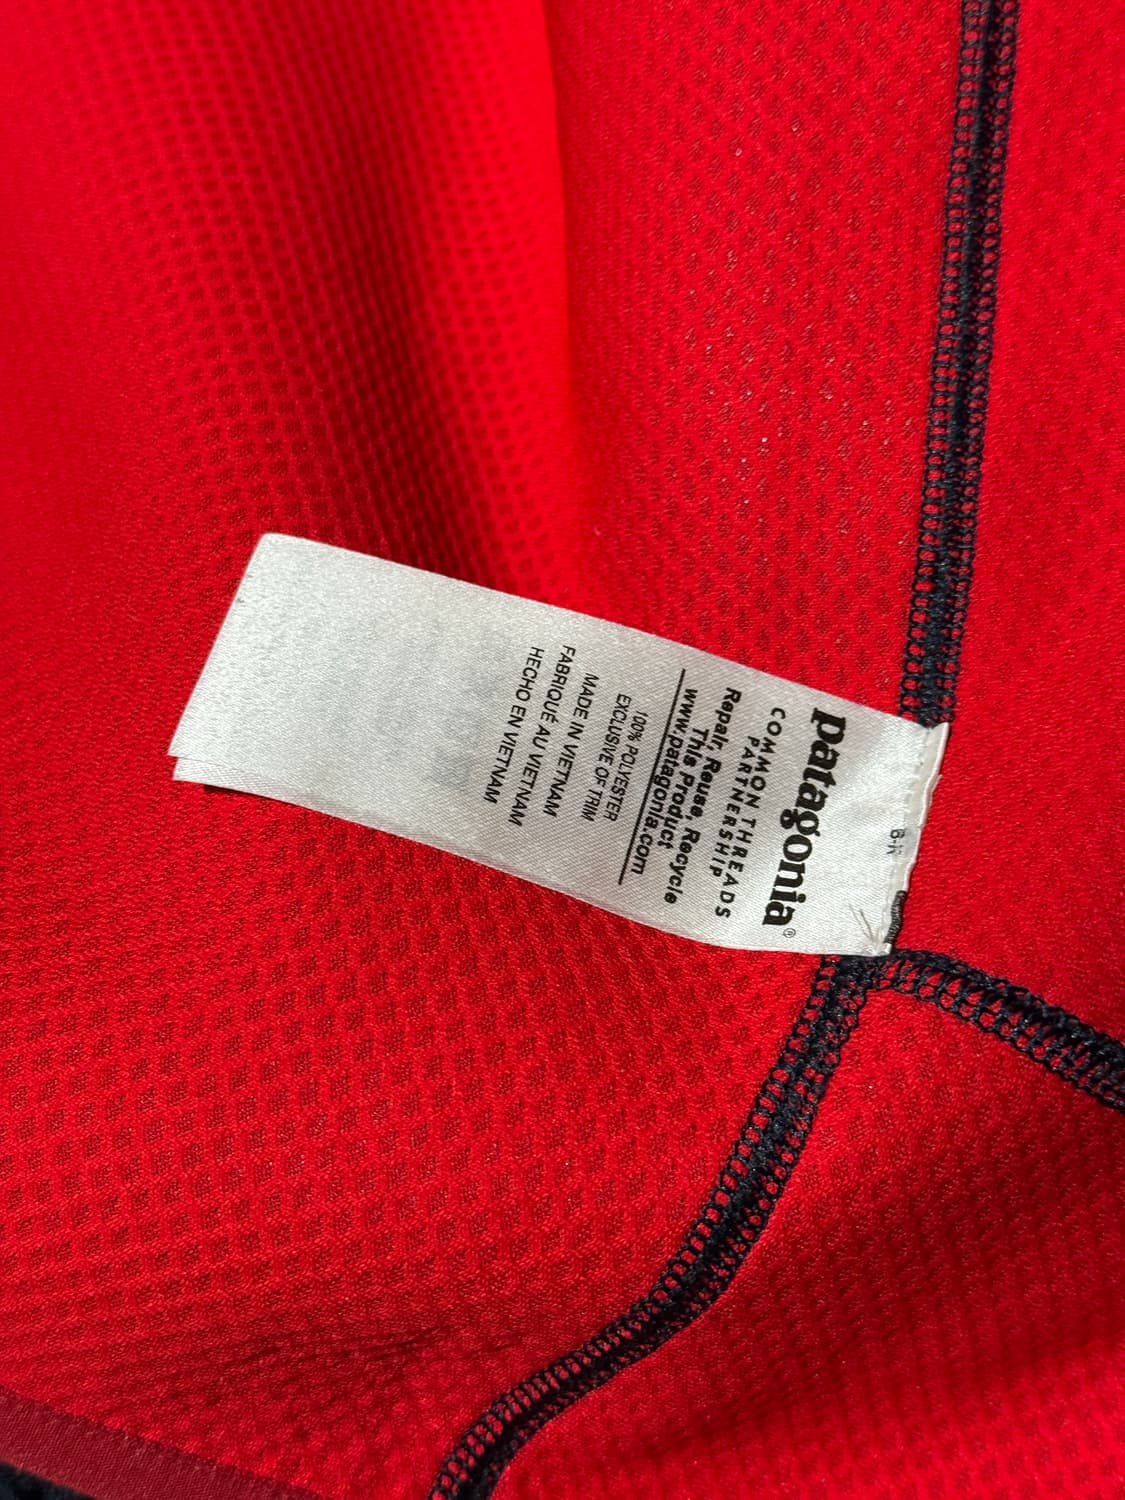 patagonia®
COMMON THREADS
PARTNERSHIP
Repair, Reuse, Recycle
This Product
www.patagonia.com
100% POLYESTER
EXCLUSIVE OF TRIM
MADE IN VIETNAM
FABRIQUÉ AU VIETNAM
HECHO EN VIETNAM